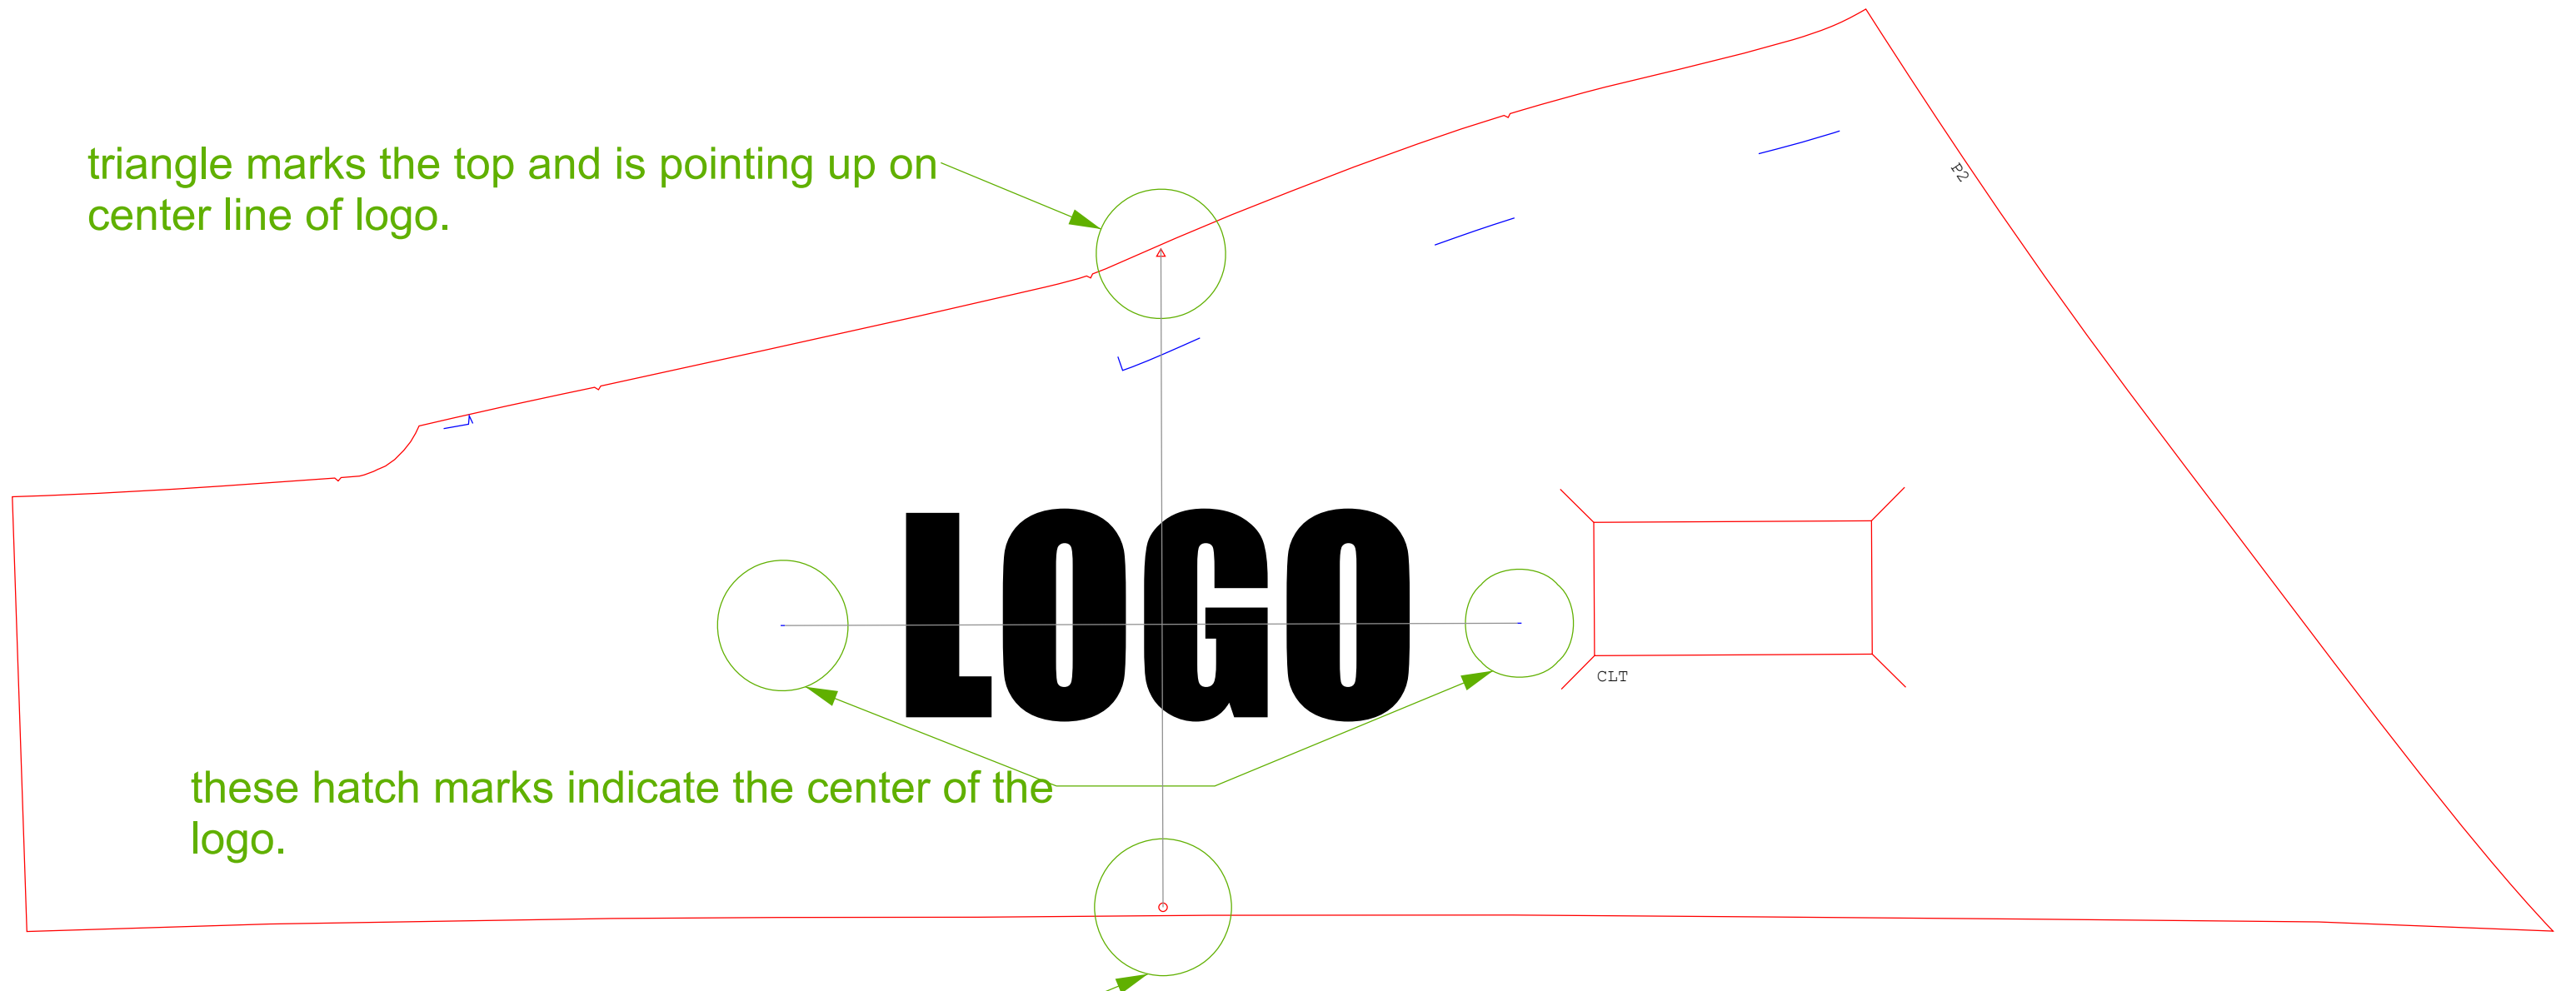 triangle marks the top and is pointing up on
center line of logo.
P2
LOGO
CLT
these hatch marks indicate the center of the
logo.